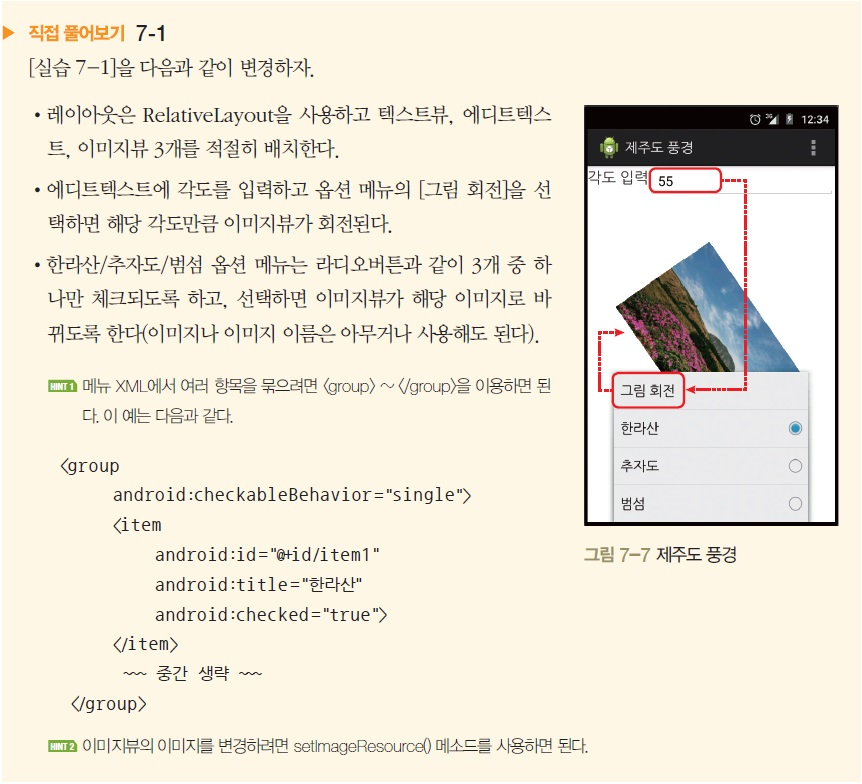 ▶ 직접 풀어보기 7-1
[실습 7-1]을 다음과 같이 변경하자.
• 레이아웃은 RelativeLayout을 사용하고 텍스트뷰, 에디트텍스
트, 이미지뷰 3개를 적절히 배치한다.
• 에디트텍스트에 각도를 입력하고 옵션 메뉴의 [그림 회전]을 선
택하면 해당 각도만큼 이미지뷰가 회전된다.
• 한라산/추자도/범섬 옵션 메뉴는 라디오버튼과 같이 3개 중 하
나만 체크되도록 하고, 선택하면 이미지뷰가 해당 이미지로 바
뀌도록 한다(이미지나 이미지 이름은 아무거나 사용해도 된다).
HINT 1 메뉴 XML에서 여러 항목을 묶으려면 〈group〉 ~ 〈/group〉을 이용하면 된
다. 이 예는 다음과 같다.
〈group
android:checkableBehavior="single"〉
〈item
android:id="@+id/item1"
android:title="한라산"
android:checked="true"〉
〈/item〉
~~ 중간 생략 ~~
〈/group〉
HINT 2 이미지뷰의 이미지를 변경하려면 setImageResource() 메소드를 사용하면 된다.
3G 12:34
제주도 풍경
각도 입력 55
그림 회전
한라산
추자도
범섬
그림 7-7 제주도 풍경